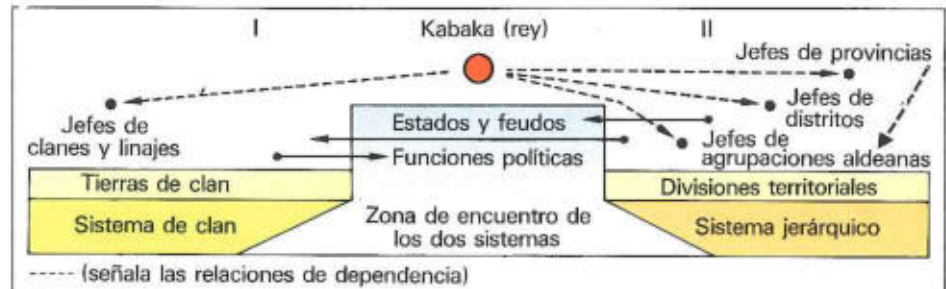 I
Kabaka (rey)
II
Jefes de provincias
Jefes de
distritos
Jefes de
agrupaciones aldeanas
Jefes de
clanes y linajes
Estados y feudos
Funciones políticas
Tierras de clan
Divisiones territoriales
Sistema de clan
Zona de encuentro de
los dos sistemas
Sistema jerárquico
----- (señala las relaciones de dependencia)